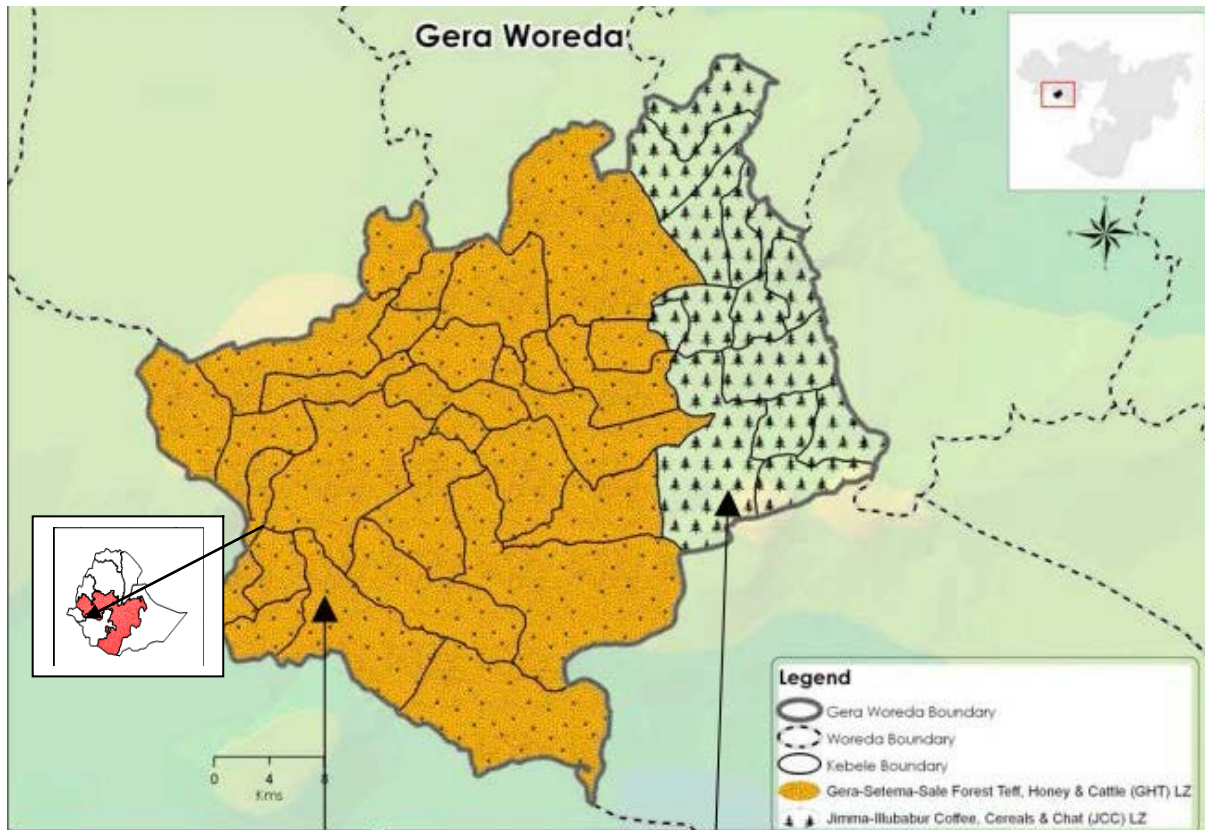 Gera Woreda
0 4 8
Kms
Legend
Gera Woreda Boundary
Woreda Boundary
Kebele Boundary
Gera-Setema-Sale Forest Teff, Honey & Cattle (GHT) LZ
Jimma-Illubabur Coffee, Cereals & Chat (JCC) LZ